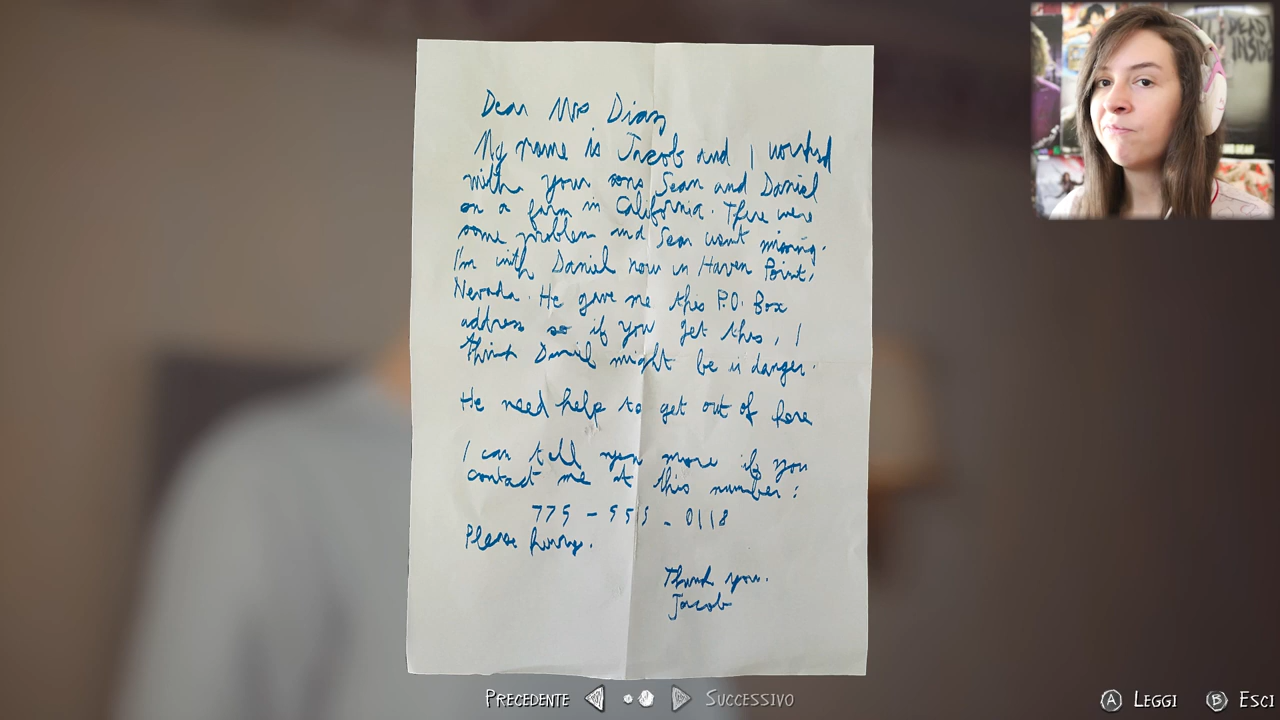 Dear Mrs Diaz
My name is Jacob and I worked
with your sons Sean and Daniel
on a farm in California. There were
some problem and Sean went missing.
I'm with Daniel now in Haven Point,
Nevada. He gave me this P.O. Box
address so if you get this, I
think Daniel might be in danger.
He need help to get out of here
I can tell you more if you
contact me at this number:
775-555-0118
Please hurry.
Thank you.
Jacob
PRECEDENTE SUCCESSIVO
A LEGGI B ESCI
DEAD
INSIDE